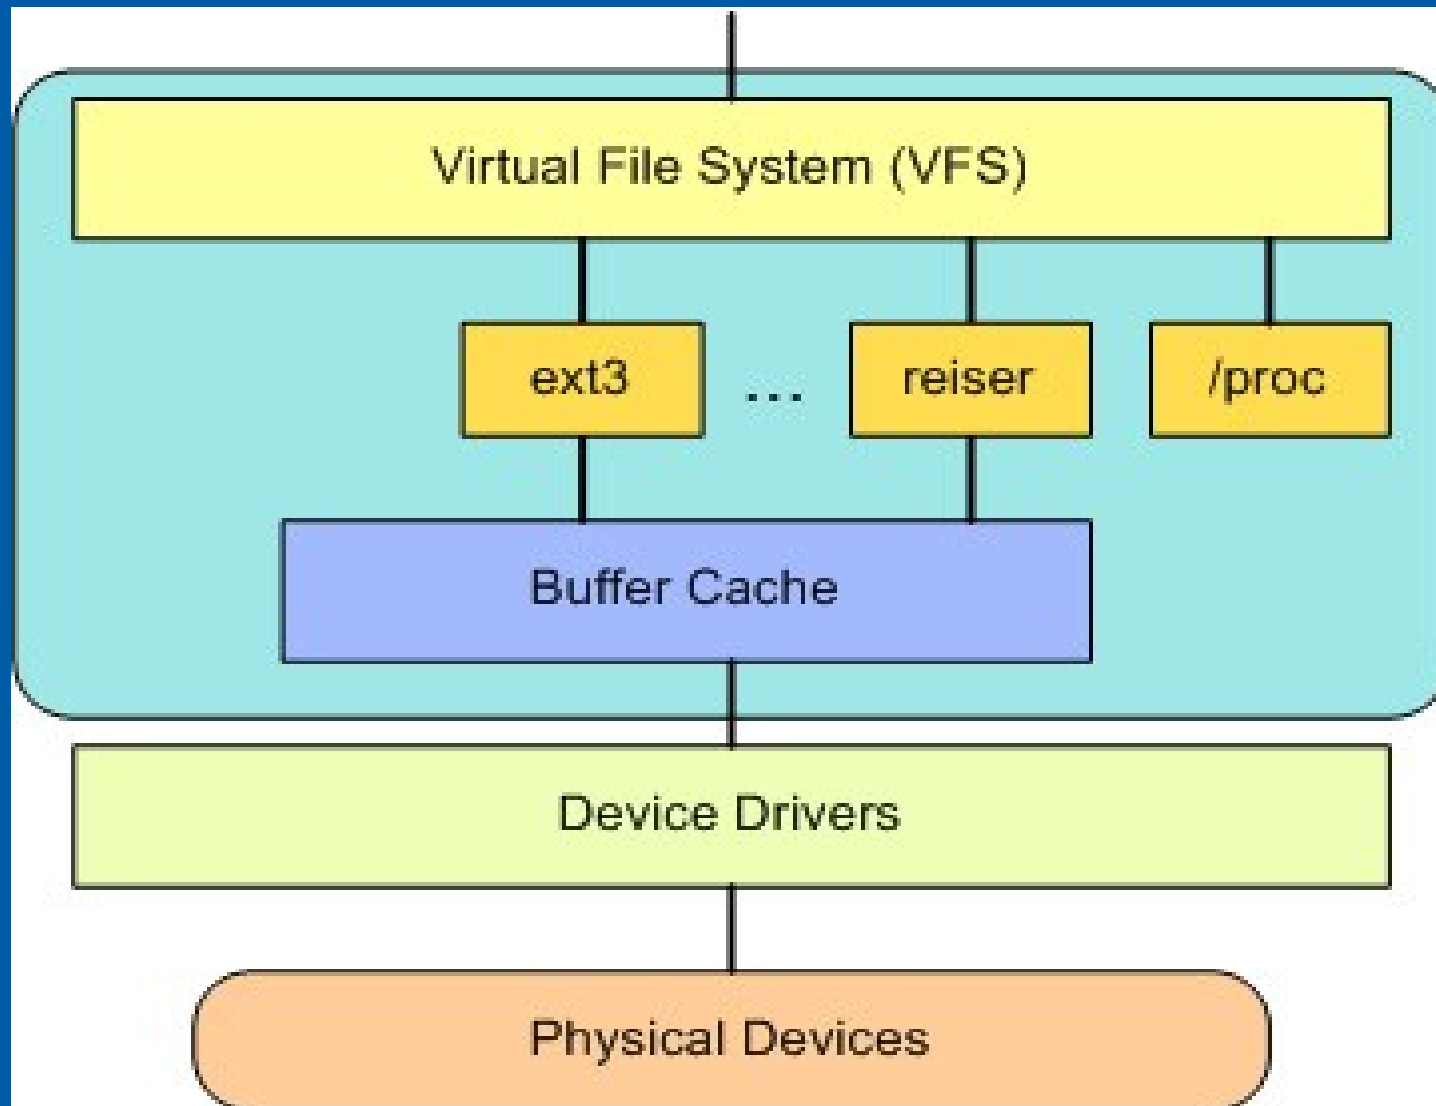 Virtual File System (VFS)
ext3 ... reiser /proc
Buffer Cache
Device Drivers
Physical Devices